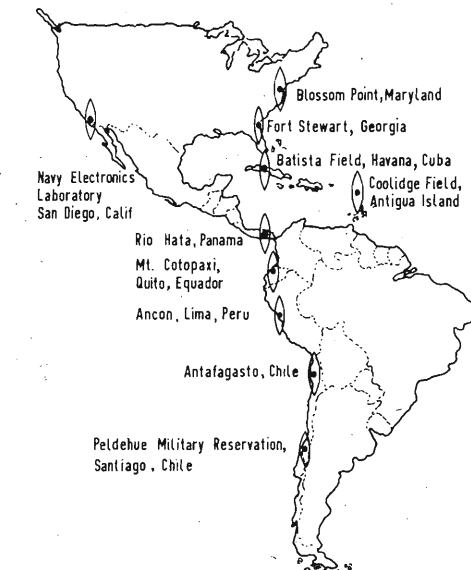 Blossom Point, Maryland
Fort Stewart, Georgia
Batista Field, Havana, Cuba
Coolidge Field,
Antigua Island
Navy Electronics
Laboratory
San Diego, Calif
Rio Hata, Panama
Mt. Cotopaxi,
Quito, Equador
Ancon, Lima, Peru
Antafagasto, Chile
Peldehue Military Reservation,
Santiago, Chile